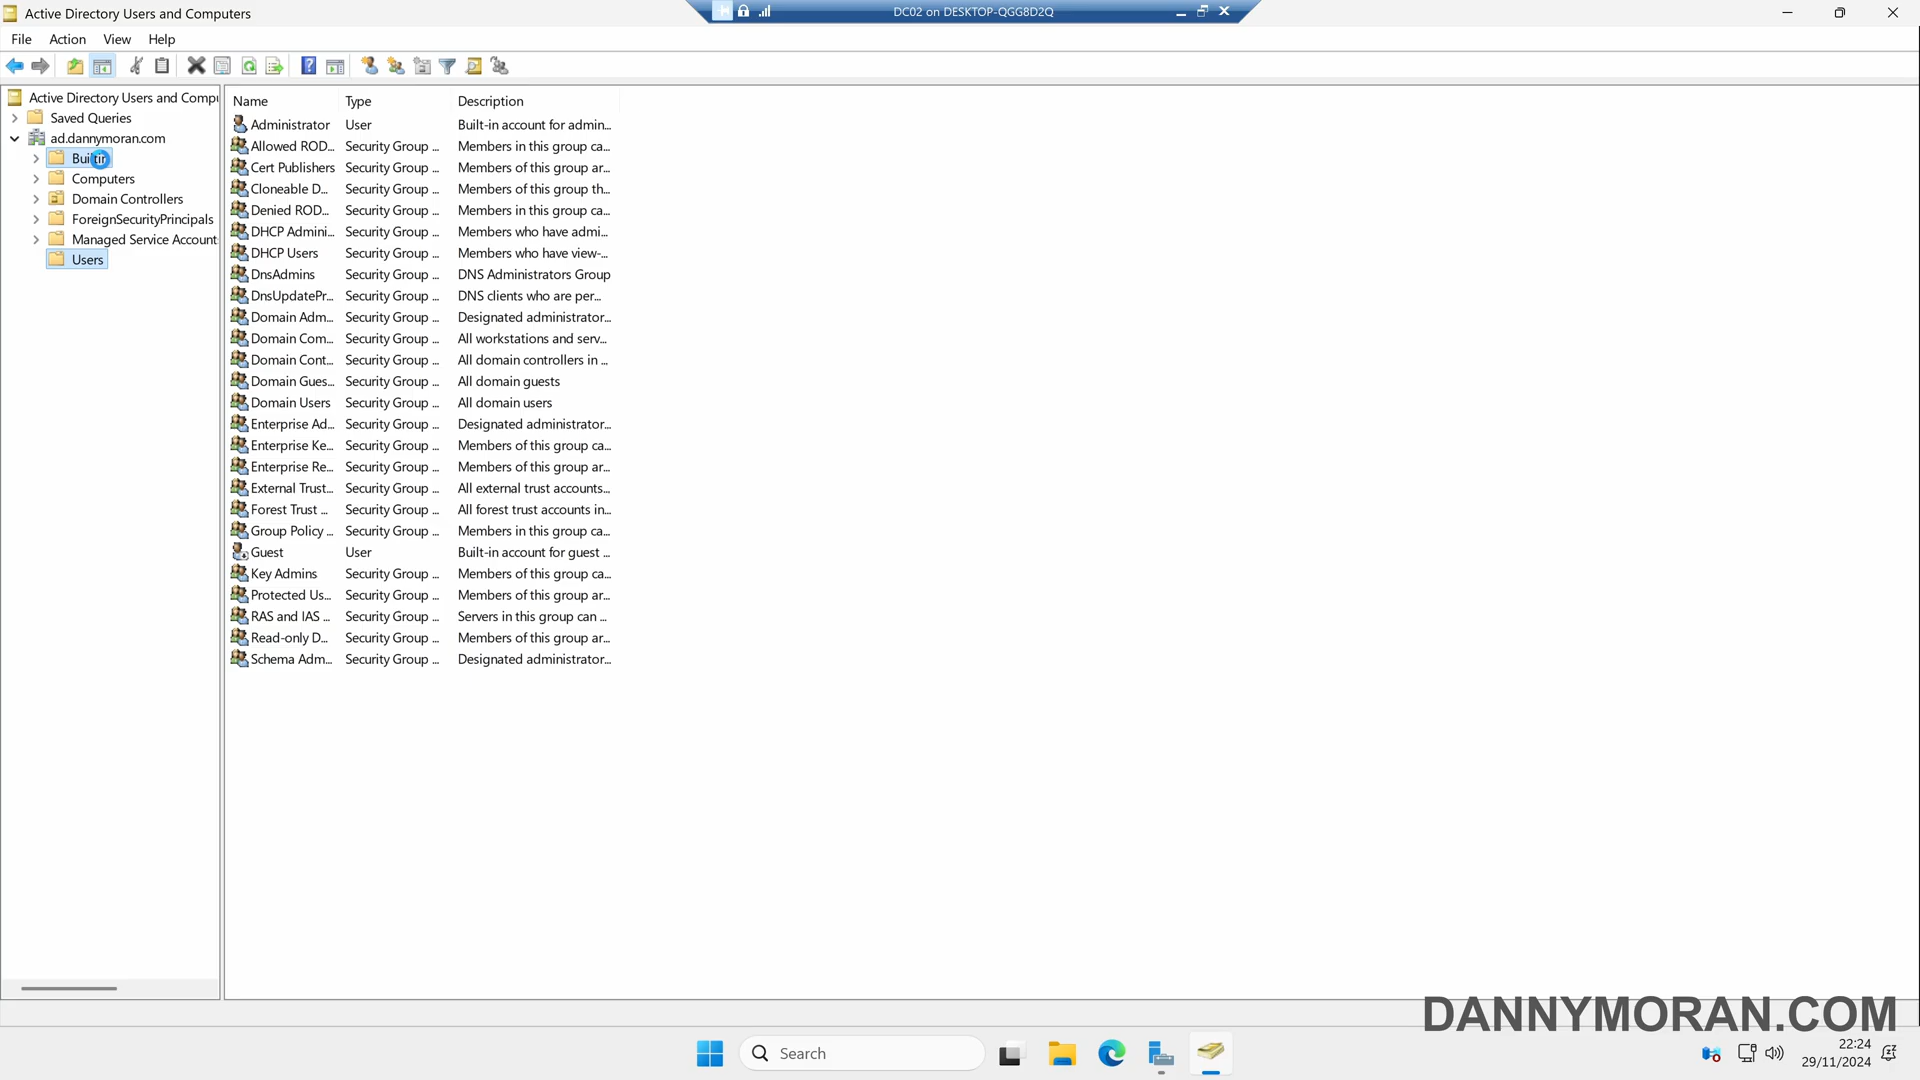 Active Directory Users and Computers
DC02 on DESKTOP-QGG8D2Q
File Action View Help
Active Directory Users and Compu
Saved Queries
ad.dannymoran.com
Builtin
Computers
Domain Controllers
ForeignSecurityPrincipals
Managed Service Account
Users
Name Type Description
Administrator User Built-in account for admin...
Allowed ROD... Security Group ... Members in this group ca...
Cert Publishers Security Group ... Members of this group ar...
Cloneable D... Security Group ... Members of this group th...
Denied ROD... Security Group ... Members in this group ca...
DHCP Admini... Security Group ... Members who have admi...
DHCP Users Security Group ... Members who have view-...
DnsAdmins Security Group ... DNS Administrators Group
DnsUpdatePr... Security Group ... DNS clients who are per...
Domain Adm... Security Group ... Designated administrator...
Domain Com... Security Group ... All workstations and serv...
Domain Cont... Security Group ... All domain controllers in ...
Domain Gues... Security Group ... All domain guests
Domain Users Security Group ... All domain users
Enterprise Ad... Security Group ... Designated administrator...
Enterprise Ke... Security Group ... Members of this group ca...
Enterprise Re... Security Group ... Members of this group ar...
External Trust... Security Group ... All external trust accounts...
Forest Trust ... Security Group ... All forest trust accounts in...
Group Policy ... Security Group ... Members in this group ca...
Guest User Built-in account for guest ...
Key Admins Security Group ... Members of this group ca...
Protected Us... Security Group ... Members of this group ar...
RAS and IAS ... Security Group ... Servers in this group can ...
Read-only D... Security Group ... Members of this group ar...
Schema Adm... Security Group ... Designated administrator...
DANNYMORAN.COM
Search
22:24
29/11/2024